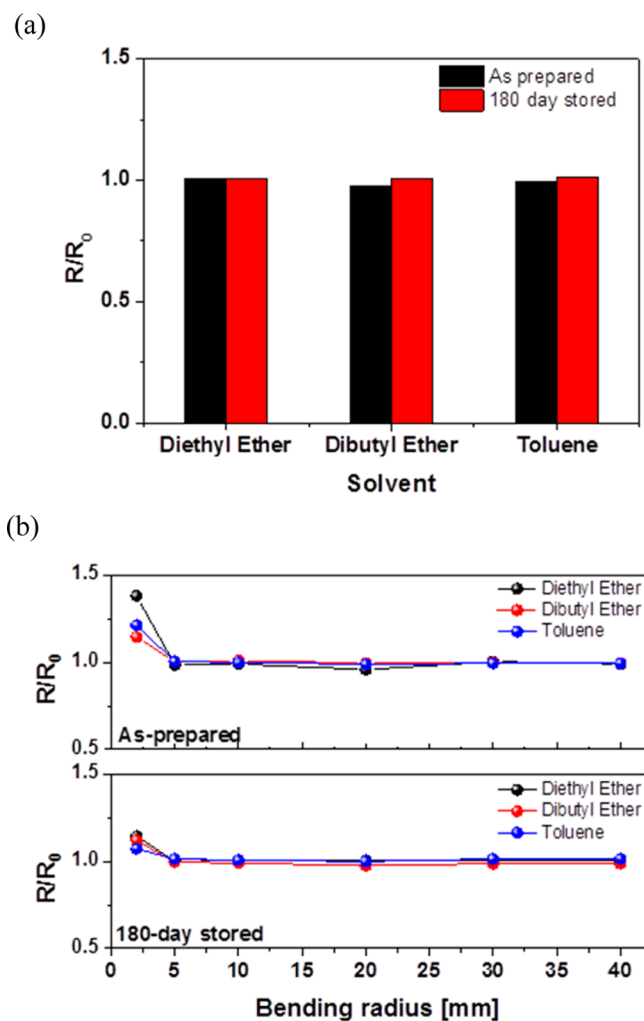 (a)
1.5
1.0
0.5
0.0
R/R0
As prepared
180 day stored
Diethyl Ether Dibutyl Ether Toluene
Solvent
(b)
1.5
1.0
0.5
R/R0
Diethyl Ether
Dibutyl Ether
Toluene
As-prepared
1.5
1.0
0.5
R/R0
Diethyl Ether
Dibutyl Ether
Toluene
180-day stored
0 5 10 15 20 25 30 35 40
Bending radius [mm]